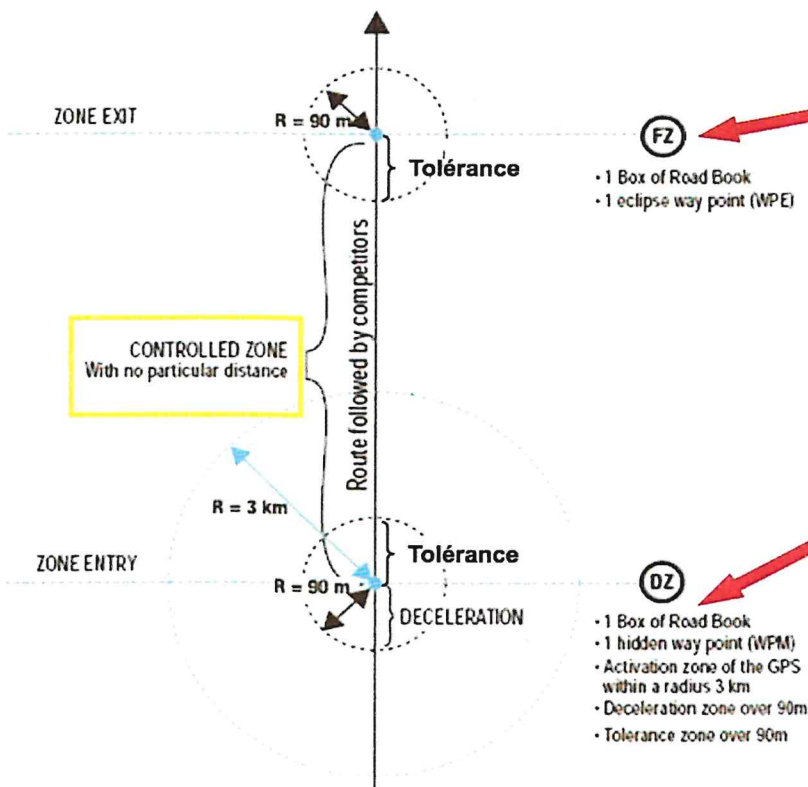 ZONE EXIT
R = 90 m
Tolérance
FZ
• 1 Box of Road Book
• 1 eclipse way point (WPE)
CONTROLLED ZONE
With no particular distance
Route followed by competitors
R = 3 km
ZONE ENTRY
R = 90 m
Tolérance
DECELERATION
DZ
• 1 Box of Road Book
• 1 hidden way point (WPM)
• Activation zone of the GPS
within a radius 3 km
• Deceleration zone over 90m
• Tolerance zone over 90m